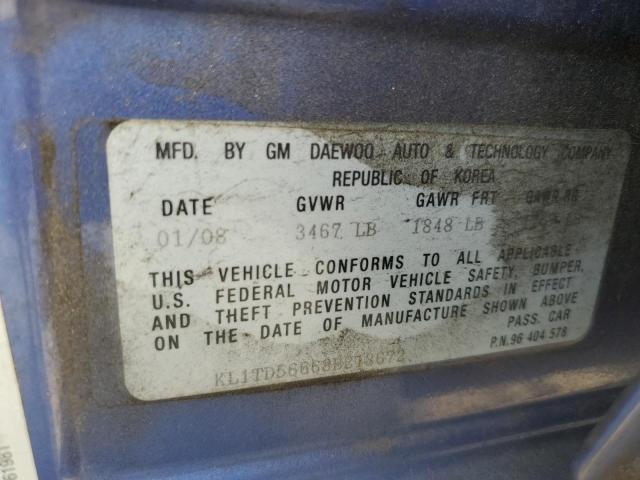 MFD. BY GM DAEWOO AUTO & TECHNOLOGY COMPANY
REPUBLIC OF KOREA
DATE GVWR GAWR FRT GAWR RR
01/08 3467 LB 1848 LB
THIS VEHICLE CONFORMS TO ALL APPLICABLE
U.S. FEDERAL MOTOR VEHICLE SAFETY, BUMPER,
AND THEFT PREVENTION STANDARDS IN EFFECT
ON THE DATE OF MANUFACTURE SHOWN ABOVE
PASS. CAR
P.N. 96 404 578